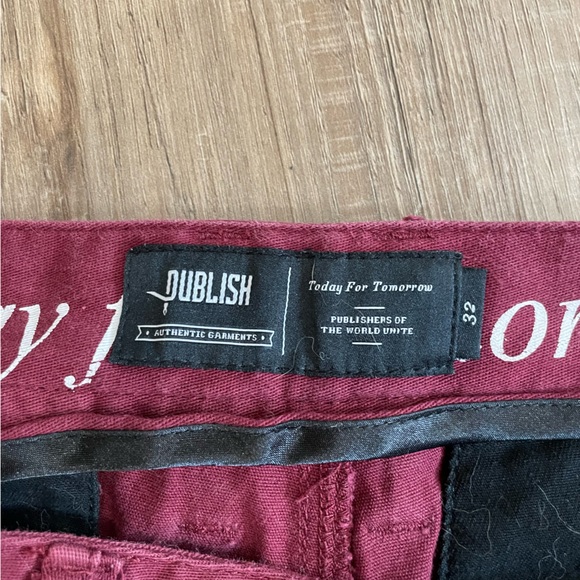 PUBLISH
AUTHENTIC GARMENTS
Today For Tomorrow
PUBLISHERS OF
THE WORLD UNITE
32